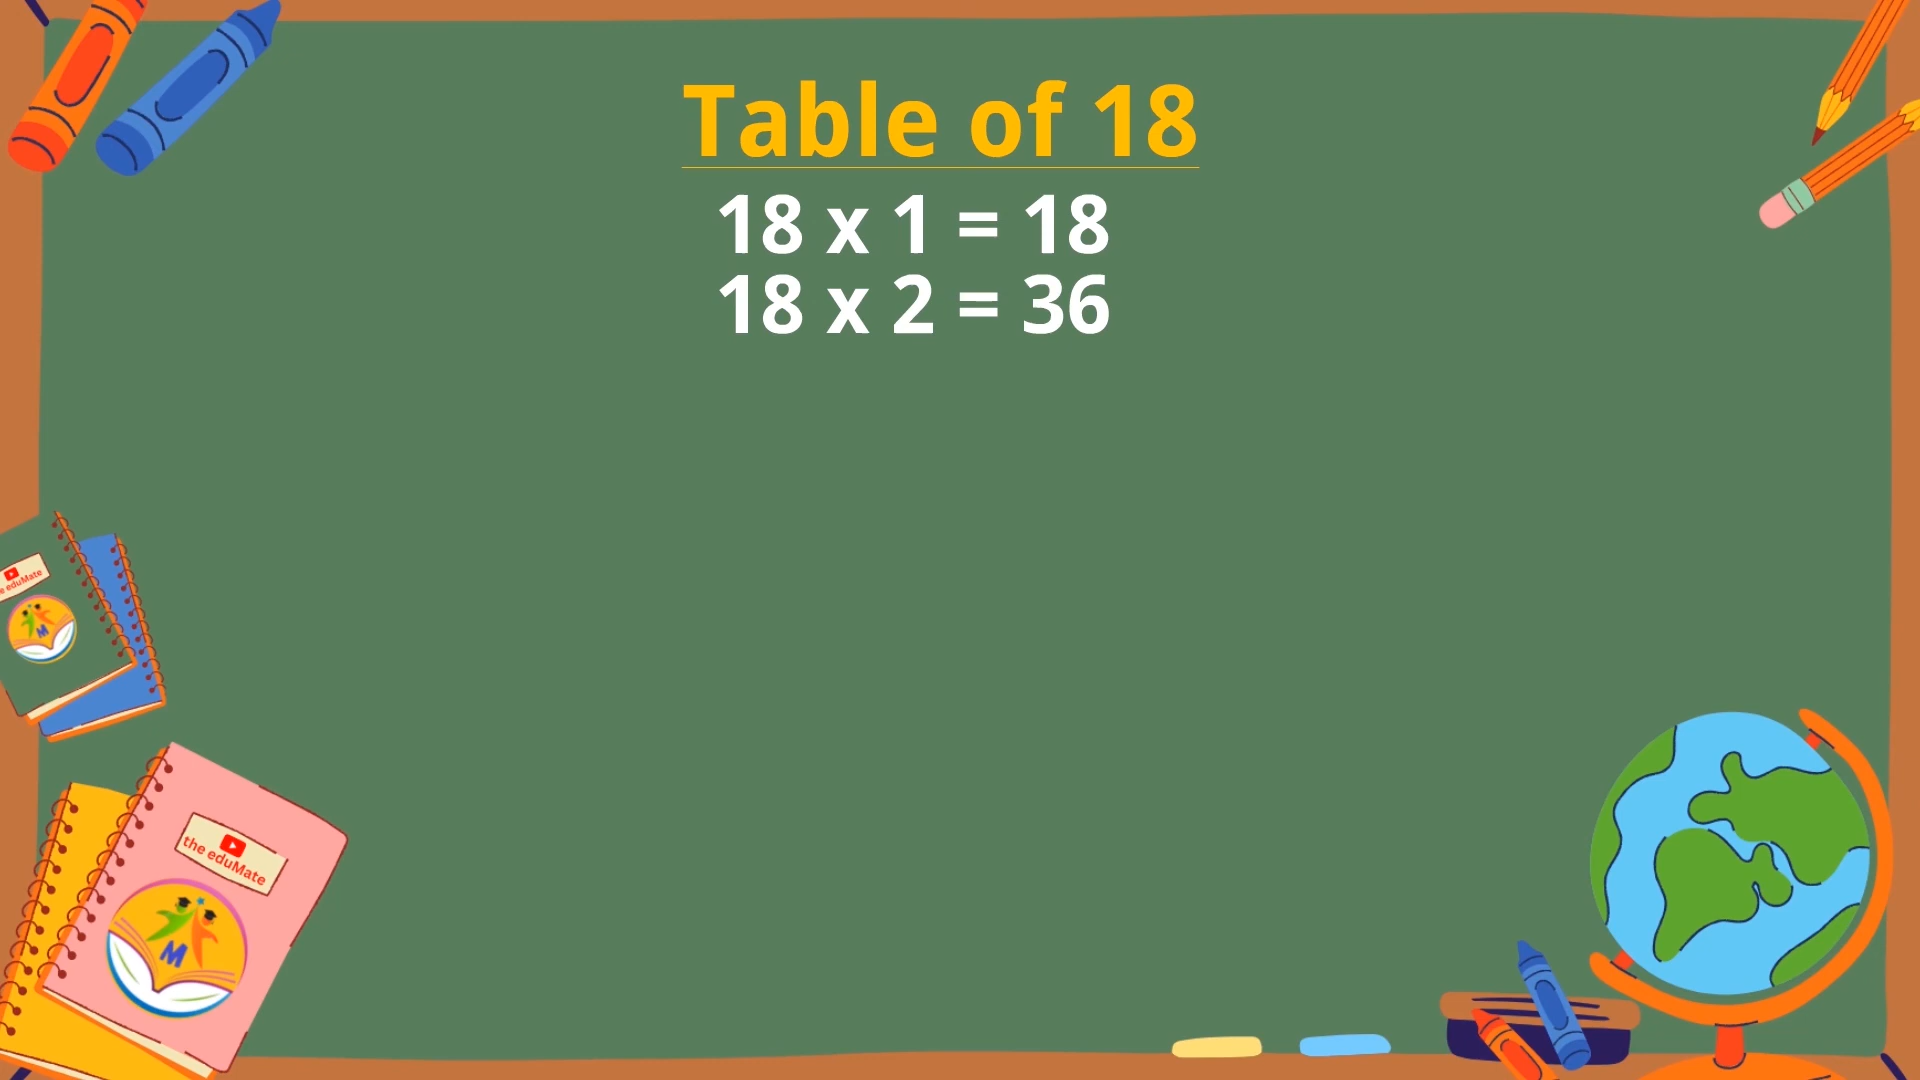 Table of 18
18 x 1 = 18
18 x 2 = 36
e eduMate
M
the eduMate
M